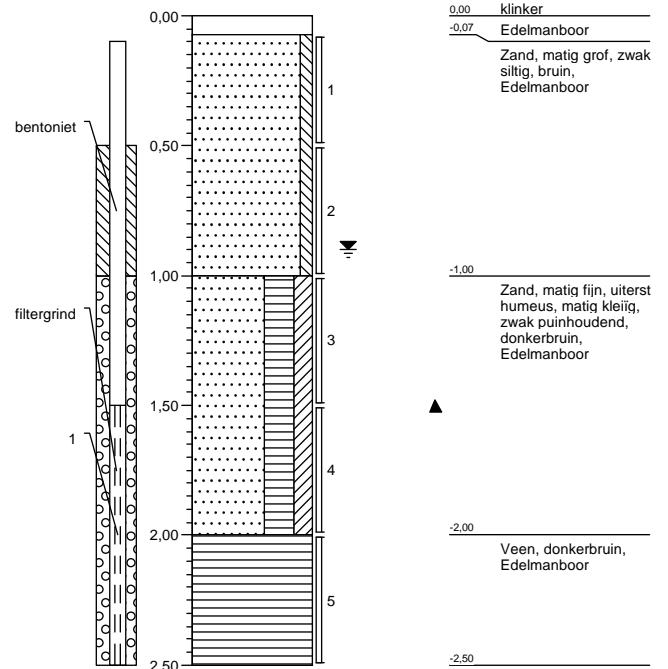 bentoniet
filtergrind
1
0,00
0,50
1,00
1,50
2,00
2,50
1
2
3
4
5
0,00
klinker
-0,07
Edelmanboor
Zand, matig grof, zwak
siltig, bruin,
Edelmanboor
-1,00
Zand, matig fijn, uiterst
humeus, matig kleiïg,
zwak puinhoudend,
donkerbruin,
Edelmanboor
-2,00
Veen, donkerbruin,
Edelmanboor
-2,50